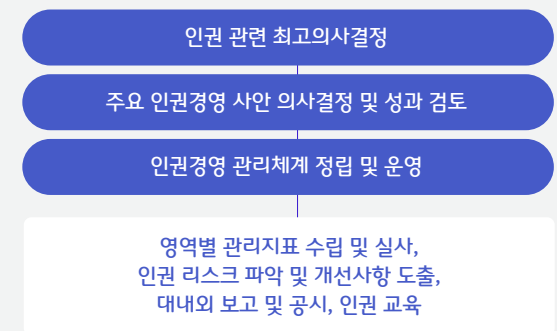 인권 관련 최고의사결정
주요 인권경영 사안 의사결정 및 성과 검토
인권경영 관리체계 정립 및 운영
영역별 관리지표 수립 및 실사,
인권 리스크 파악 및 개선사항 도출,
대내외 보고 및 공시, 인권 교육